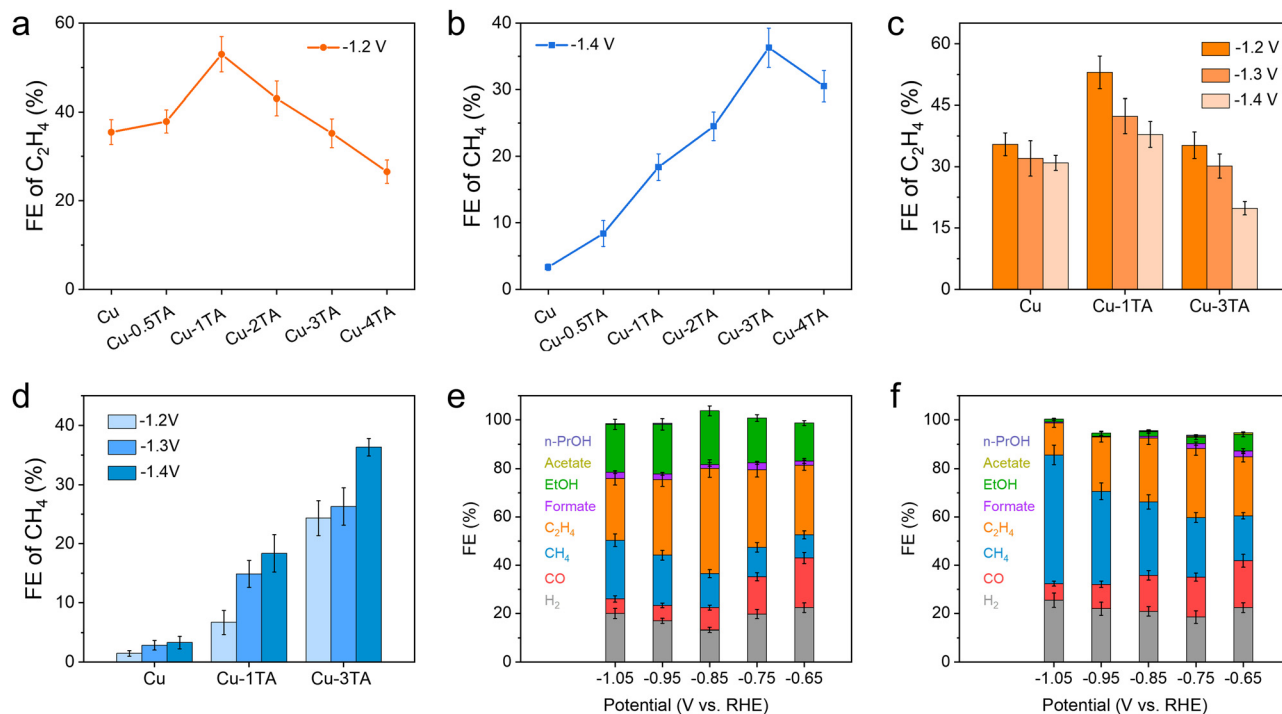 a
FE of C₂H₄ (%)
60
40
20
0
-1.2 V
Cu
Cu-0.5TA
Cu-1TA
Cu-2TA
Cu-3TA
Cu-4TA
b
FE of CH₄ (%)
40
30
20
10
0
-1.4 V
Cu
Cu-0.5TA
Cu-1TA
Cu-2TA
Cu-3TA
Cu-4TA
c
FE of C₂H₄ (%)
60
45
30
15
0
-1.2 V
-1.3 V
-1.4 V
Cu
Cu-1TA
Cu-3TA
d
FE of CH₄ (%)
40
30
20
10
0
-1.2V
-1.3V
-1.4V
Cu
Cu-1TA
Cu-3TA
e
FE (%)
100
80
60
40
20
0
n-PrOH
Acetate
EtOH
Formate
C₂H₄
CH₄
CO
H₂
-1.05
-0.95
-0.85
-0.75
-0.65
Potential (V vs. RHE)
f
FE (%)
100
80
60
40
20
0
n-PrOH
Acetate
EtOH
Formate
C₂H₄
CH₄
CO
H₂
-1.05
-0.95
-0.85
-0.75
-0.65
Potential (V vs. RHE)